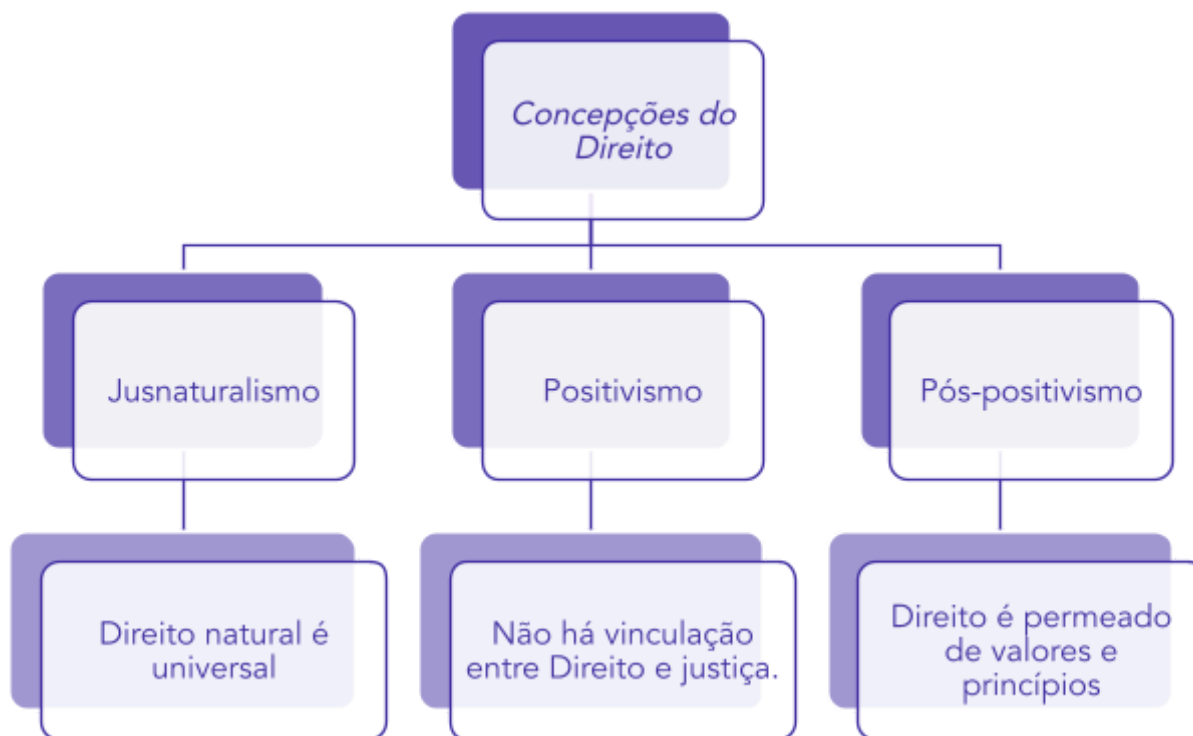 Concepções do
Direito
Jusnaturalismo
Positivismo
Pós-positivismo
Direito natural é
universal
Não há vinculação
entre Direito e justiça.
Direito é permeado
de valores e
princípios